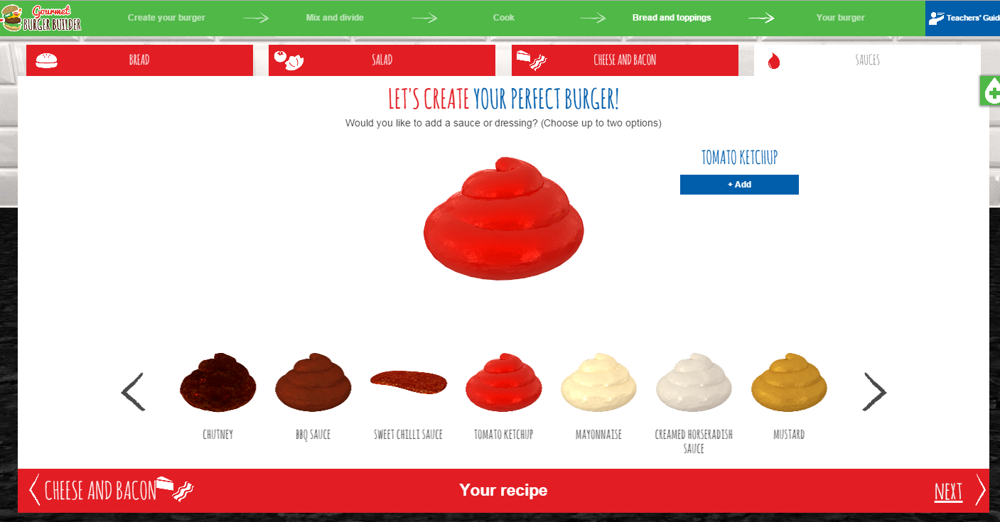 Gourmet
BURGER BUILDER
Create your burger
Mix and divide
Cook
Bread and toppings
Your burger
Teachers' Guid
BREAD
SALAD
CHEESE AND BACON
SAUCES
LET'S CREATE YOUR PERFECT BURGER!
Would you like to add a sauce or dressing? (Choose up to two options)
TOMATO KETCHUP
+ Add
CHUTNEY
BBQ SAUCE
SWEET CHILLI SAUCE
TOMATO KETCHUP
MAYONNAISE
CREAMED HORSERADISH
SAUCE
MUSTARD
CHEESE AND BACON
Your recipe
NEXT